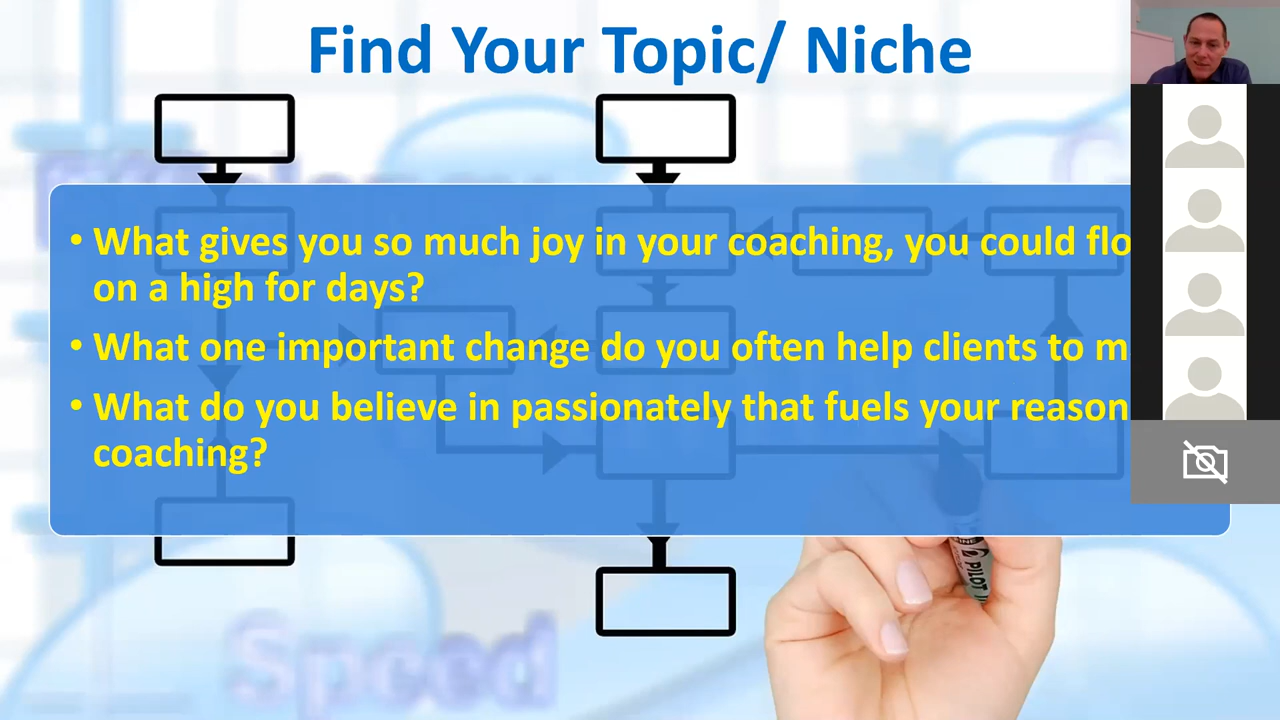 Find Your Topic/ Niche
• What gives you so much joy in your coaching, you could flo
on a high for days?
• What one important change do you often help clients to m
• What do you believe in passionately that fuels your reason
coaching?
PILOT
Speed